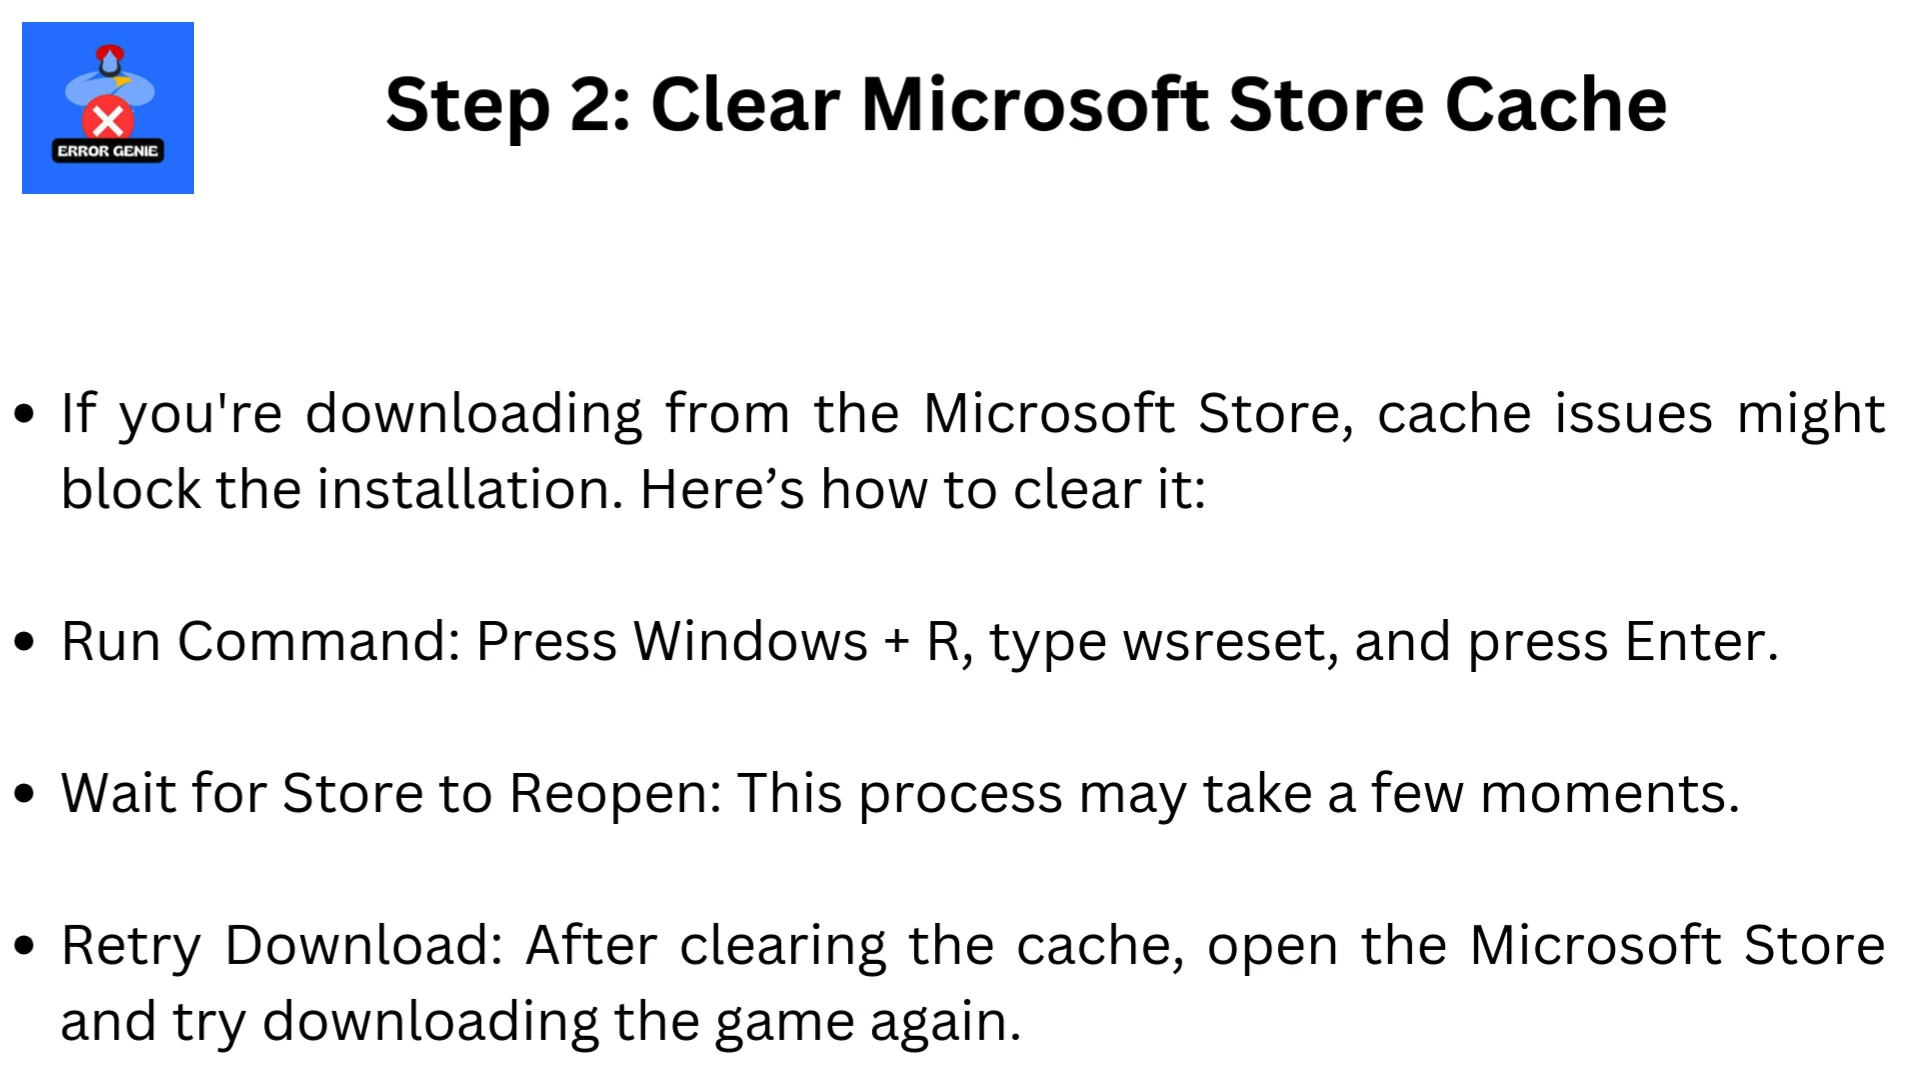 ERROR GENIE
Step 2: Clear Microsoft Store Cache
• If you're downloading from the Microsoft Store, cache issues might
block the installation. Here’s how to clear it:
• Run Command: Press Windows + R, type wsreset, and press Enter.
• Wait for Store to Reopen: This process may take a few moments.
• Retry Download: After clearing the cache, open the Microsoft Store
and try downloading the game again.